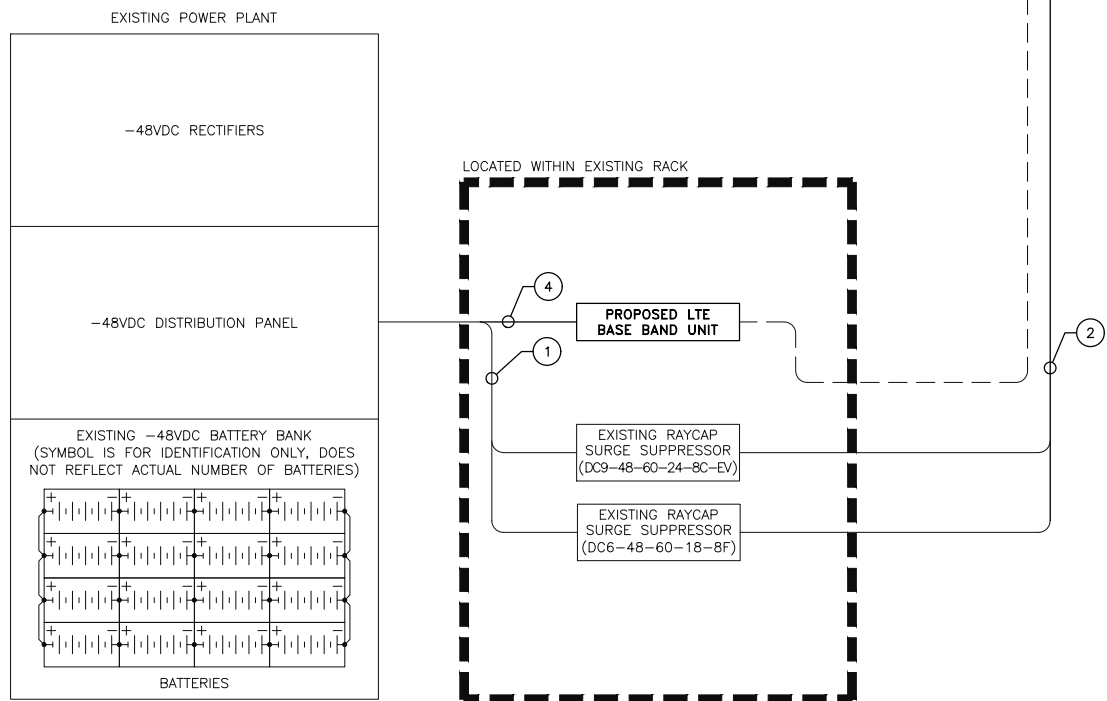 EXISTING POWER PLANT
−48VDC RECTIFIERS
LOCATED WITHIN EXISTING RACK
4
−48VDC DISTRIBUTION PANEL
PROPOSED LTE
BASE BAND UNIT
2
1
EXISTING −48VDC BATTERY BANK
(SYMBOL IS FOR IDENTIFICATION ONLY, DOES
NOT REFLECT ACTUAL NUMBER OF BATTERIES)
EXISTING RAYCAP
SURGE SUPPRESSOR
(DC9−48−60−24−8C−EV)
EXISTING RAYCAP
SURGE SUPPRESSOR
(DC6−48−60−18−8F)
+ − + − + − + −
+ − + − + − + −
+ − + − + − + −
+ − + − + − + −
BATTERIES